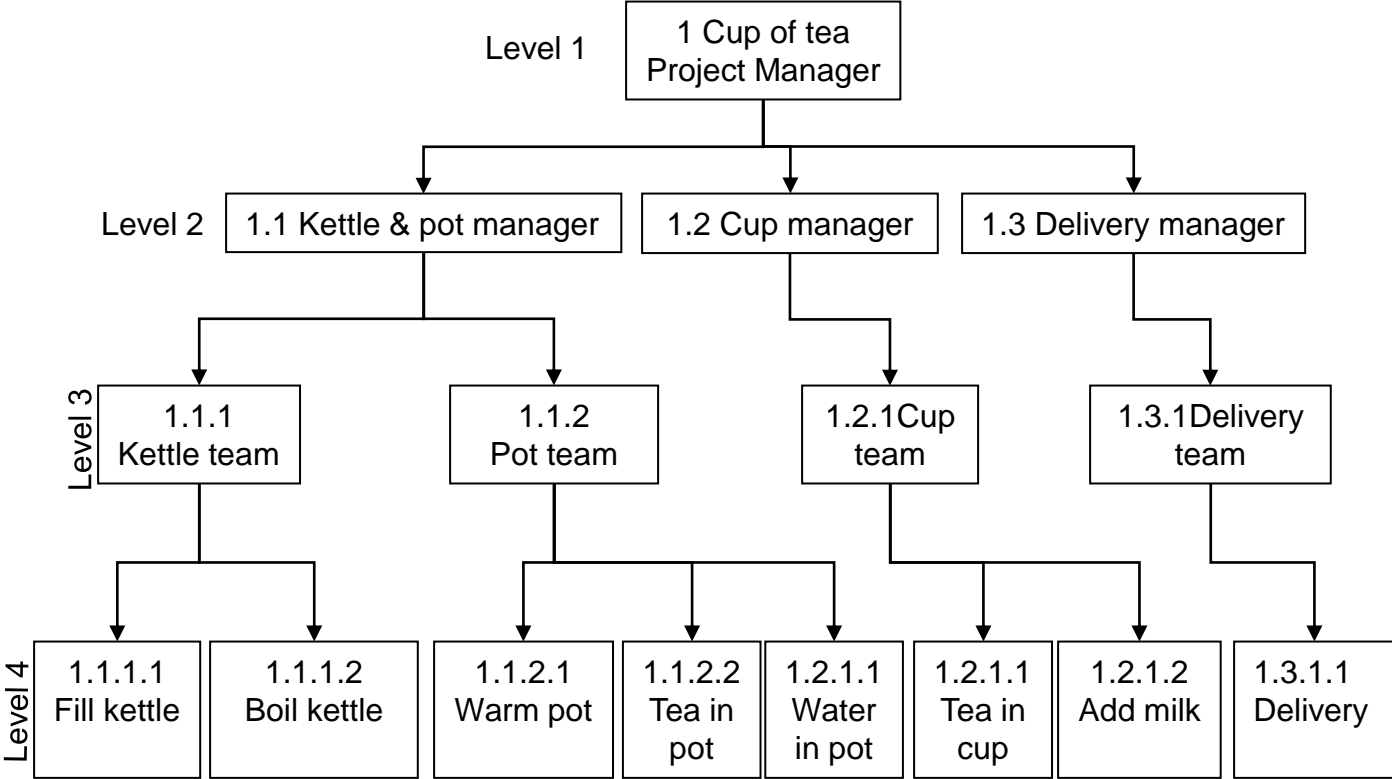 Level 1
1 Cup of tea
Project Manager
Level 2
1.1 Kettle & pot manager
1.2 Cup manager
1.3 Delivery manager
Level 3
1.1.1
Kettle team
1.1.2
Pot team
1.2.1Cup
team
1.3.1Delivery
team
Level 4
1.1.1.1
Fill kettle
1.1.1.2
Boil kettle
1.1.2.1
Warm pot
1.1.2.2
Tea in
pot
1.2.1.1
Water
in pot
1.2.1.1
Tea in
cup
1.2.1.2
Add milk
1.3.1.1
Delivery